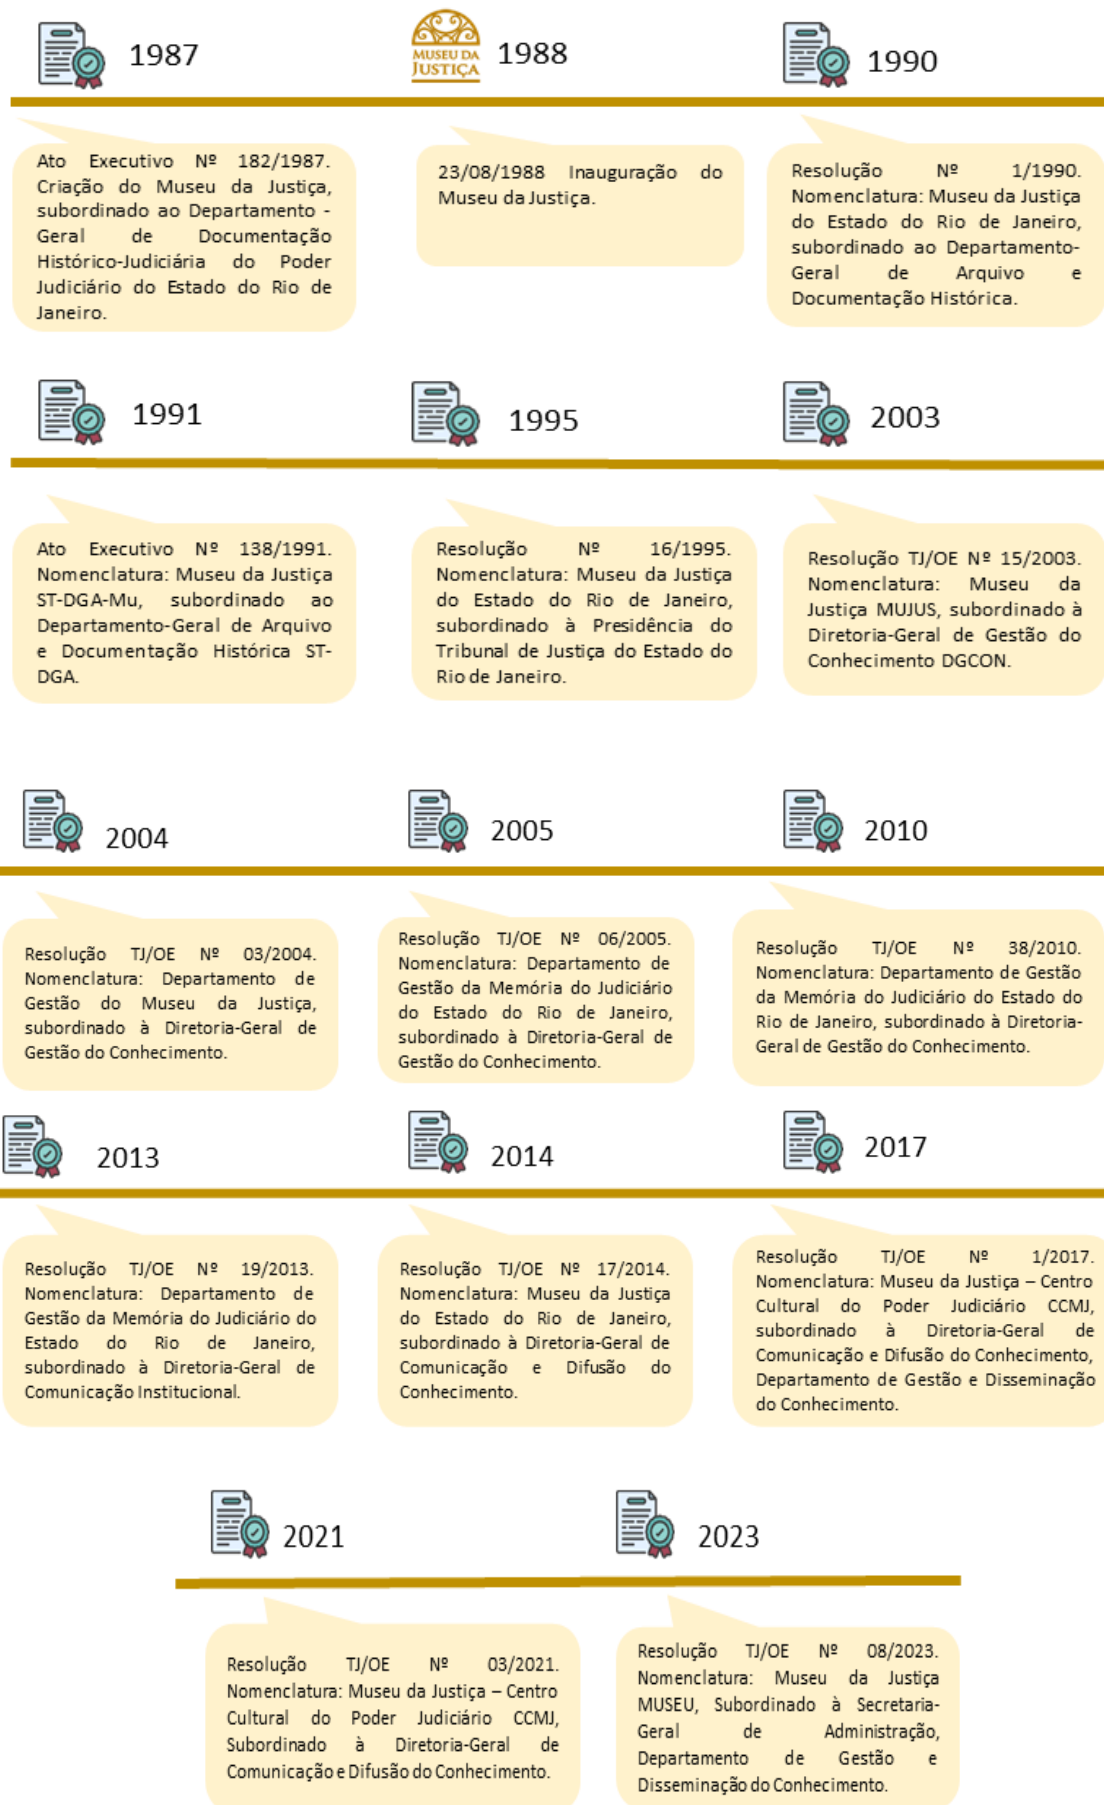 1987
MUSEU DA
JUSTIÇA
1988
1990
Ato Executivo Nº 182/1987.
Criação do Museu da Justiça,
subordinado ao Departamento -
Geral de Documentação
Histórico-Judiciária do Poder
Judiciário do Estado do Rio de
Janeiro.
23/08/1988 Inauguração do
Museu da Justiça.
Resolução Nº 1/1990.
Nomenclatura: Museu da Justiça
do Estado do Rio de Janeiro,
subordinado ao Departamento-
Geral de Arquivo e
Documentação Histórica.
1991
1995
2003
Ato Executivo Nº 138/1991.
Nomenclatura: Museu da Justiça
ST-DGA-Mu, subordinado ao
Departamento-Geral de Arquivo
e Documentação Histórica ST-
DGA.
Resolução Nº 16/1995.
Nomenclatura: Museu da Justiça
do Estado do Rio de Janeiro,
subordinado à Presidência do
Tribunal de Justiça do Estado do
Rio de Janeiro.
Resolução TJ/OE Nº 15/2003.
Nomenclatura: Museu da
Justiça MUJUS, subordinado à
Diretoria-Geral de Gestão do
Conhecimento DGCON.
2004
2005
2010
Resolução TJ/OE Nº 03/2004.
Nomenclatura: Departamento de
Gestão do Museu da Justiça,
subordinado à Diretoria-Geral de
Gestão do Conhecimento.
Resolução TJ/OE Nº 06/2005.
Nomenclatura: Departamento de
Gestão da Memória do Judiciário
do Estado do Rio de Janeiro,
subordinado à Diretoria-Geral de
Gestão do Conhecimento.
Resolução TJ/OE Nº 38/2010.
Nomenclatura: Departamento de Gestão
da Memória do Judiciário do Estado do
Rio de Janeiro, subordinado à Diretoria-
Geral de Gestão do Conhecimento.
2013
2014
2017
Resolução TJ/OE Nº 19/2013.
Nomenclatura: Departamento de
Gestão da Memória do Judiciário do
Estado do Rio de Janeiro,
subordinado à Diretoria-Geral de
Comunicação Institucional.
Resolução TJ/OE Nº 17/2014.
Nomenclatura: Museu da Justiça
do Estado do Rio de Janeiro,
subordinado à Diretoria-Geral de
Comunicação e Difusão do
Conhecimento.
Resolução TJ/OE Nº 1/2017.
Nomenclatura: Museu da Justiça – Centro
Cultural do Poder Judiciário CCMJ,
subordinado à Diretoria-Geral de
Comunicação e Difusão do Conhecimento,
Departamento de Gestão e Disseminação
do Conhecimento.
2021
2023
Resolução TJ/OE Nº 03/2021.
Nomenclatura: Museu da Justiça – Centro
Cultural do Poder Judiciário CCMJ,
Subordinado à Diretoria-Geral de
Comunicação e Difusão do Conhecimento.
Resolução TJ/OE Nº 08/2023.
Nomenclatura: Museu da Justiça
MUSEU, Subordinado à Secretaria-
Geral de Administração,
Departamento de Gestão e
Disseminação do Conhecimento.